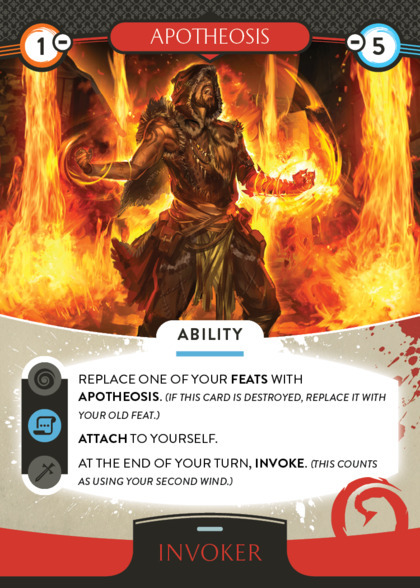 1-
APOTHEOSIS
-5
ABILITY
REPLACE ONE OF YOUR FEATS WITH
APOTHEOSIS. (IF THIS CARD IS DESTROYED, REPLACE IT WITH
YOUR OLD FEAT.)
ATTACH TO YOURSELF.
AT THE END OF YOUR TURN, INVOKE. (THIS COUNTS
AS USING YOUR SECOND WIND.)
INVOKER